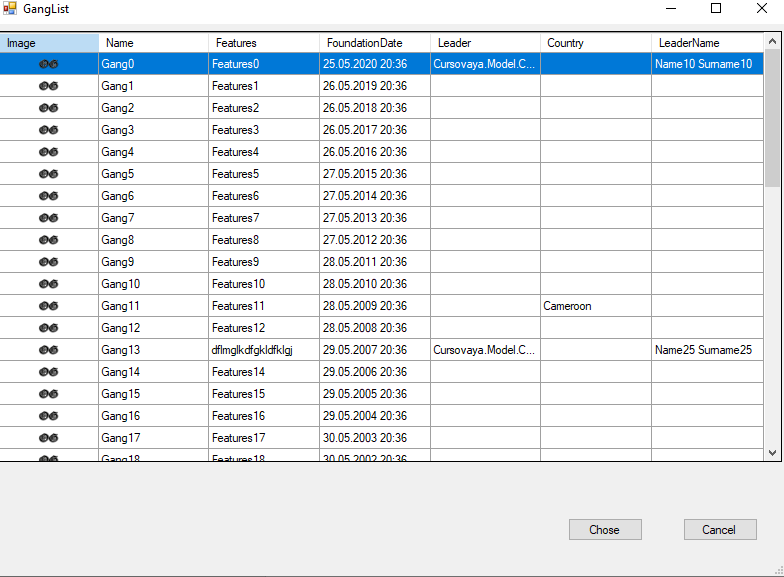 GangList
Image Name Features FoundationDate Leader Country LeaderName
Gang0 Features0 25.05.2020 20:36 Cursovaya.Model.C... Name10 Surname10
Gang1 Features1 26.05.2019 20:36
Gang2 Features2 26.05.2018 20:36
Gang3 Features3 26.05.2017 20:36
Gang4 Features4 26.05.2016 20:36
Gang5 Features5 27.05.2015 20:36
Gang6 Features6 27.05.2014 20:36
Gang7 Features7 27.05.2013 20:36
Gang8 Features8 27.05.2012 20:36
Gang9 Features9 28.05.2011 20:36
Gang10 Features10 28.05.2010 20:36
Gang11 Features11 28.05.2009 20:36 Cameroon
Gang12 Features12 28.05.2008 20:36
Gang13 dflmglkdfgkldfklgj 29.05.2007 20:36 Cursovaya.Model.C... Name25 Surname25
Gang14 Features14 29.05.2006 20:36
Gang15 Features15 29.05.2005 20:36
Gang16 Features16 29.05.2004 20:36
Gang17 Features17 30.05.2003 20:36
Gang18 Features18 30.05.2002 20:36
Chose Cancel